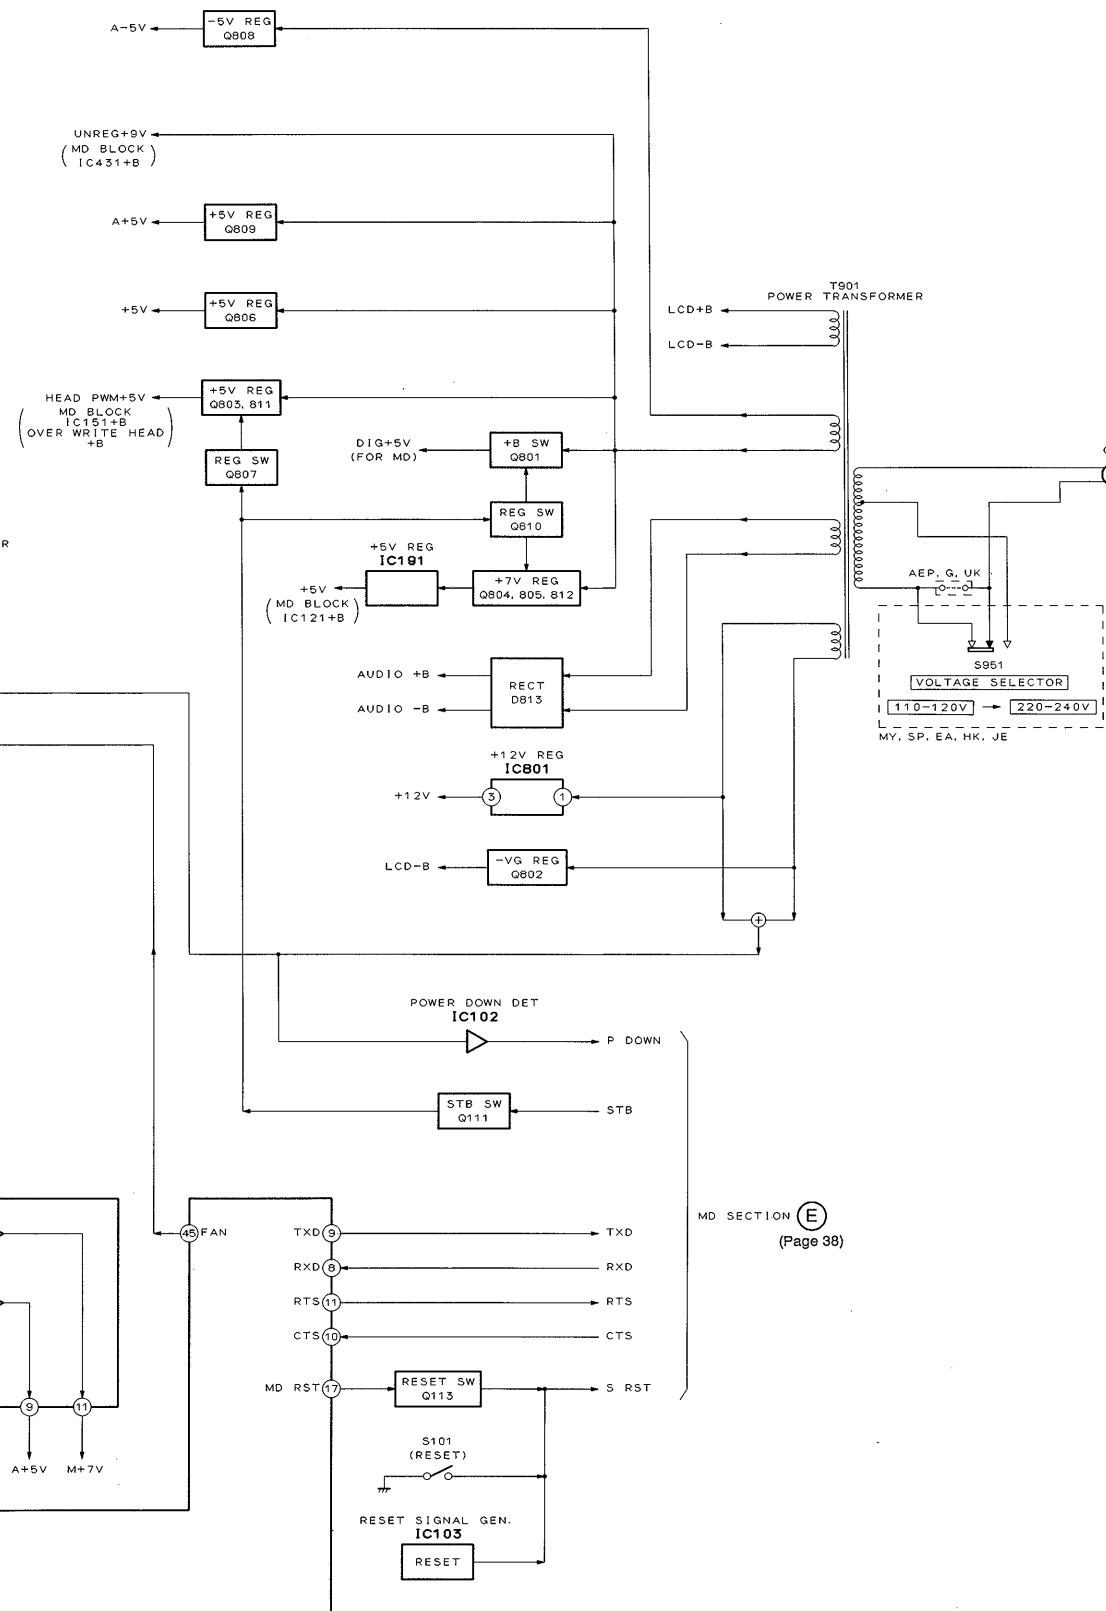 A-5V
-5V REG
Q808
UNREG+9V
(MD BLOCK
IC431+B)
A+5V
+5V REG
Q809
+5V
+5V REG
Q806
HEAD PWM+5V
(MD BLOCK
IC151+B
OVER WRITE HEAD
+B)
+5V REG
Q803, 811
REG SW
Q807
DIG+5V
(FOR MD)
+B SW
Q801
REG SW
Q810
+5V REG
IC191
+5V
(MD BLOCK
IC121+B)
+7V REG
Q804, 805, 812
LCD+B
LCD-B
T901
POWER TRANSFORMER
R
AEP, G, UK
S951
VOLTAGE SELECTOR
110-120V
220-240V
MY, SP, EA, HK, JE
AUDIO +B
AUDIO -B
RECT
D813
+12V REG
IC801
+12V
3
1
LCD-B
-VG REG
Q802
+
POWER DOWN DET
IC102
P DOWN
STB SW
Q111
STB
45 FAN
TXD 9
TXD
RXD 8
RXD
RTS 11
RTS
CTS 10
CTS
MD RST 17
RESET SW
Q113
S RST
MD SECTION E
(Page 38)
9
11
A+5V
M+7V
S101
(RESET)
RESET SIGNAL GEN.
IC103
RESET